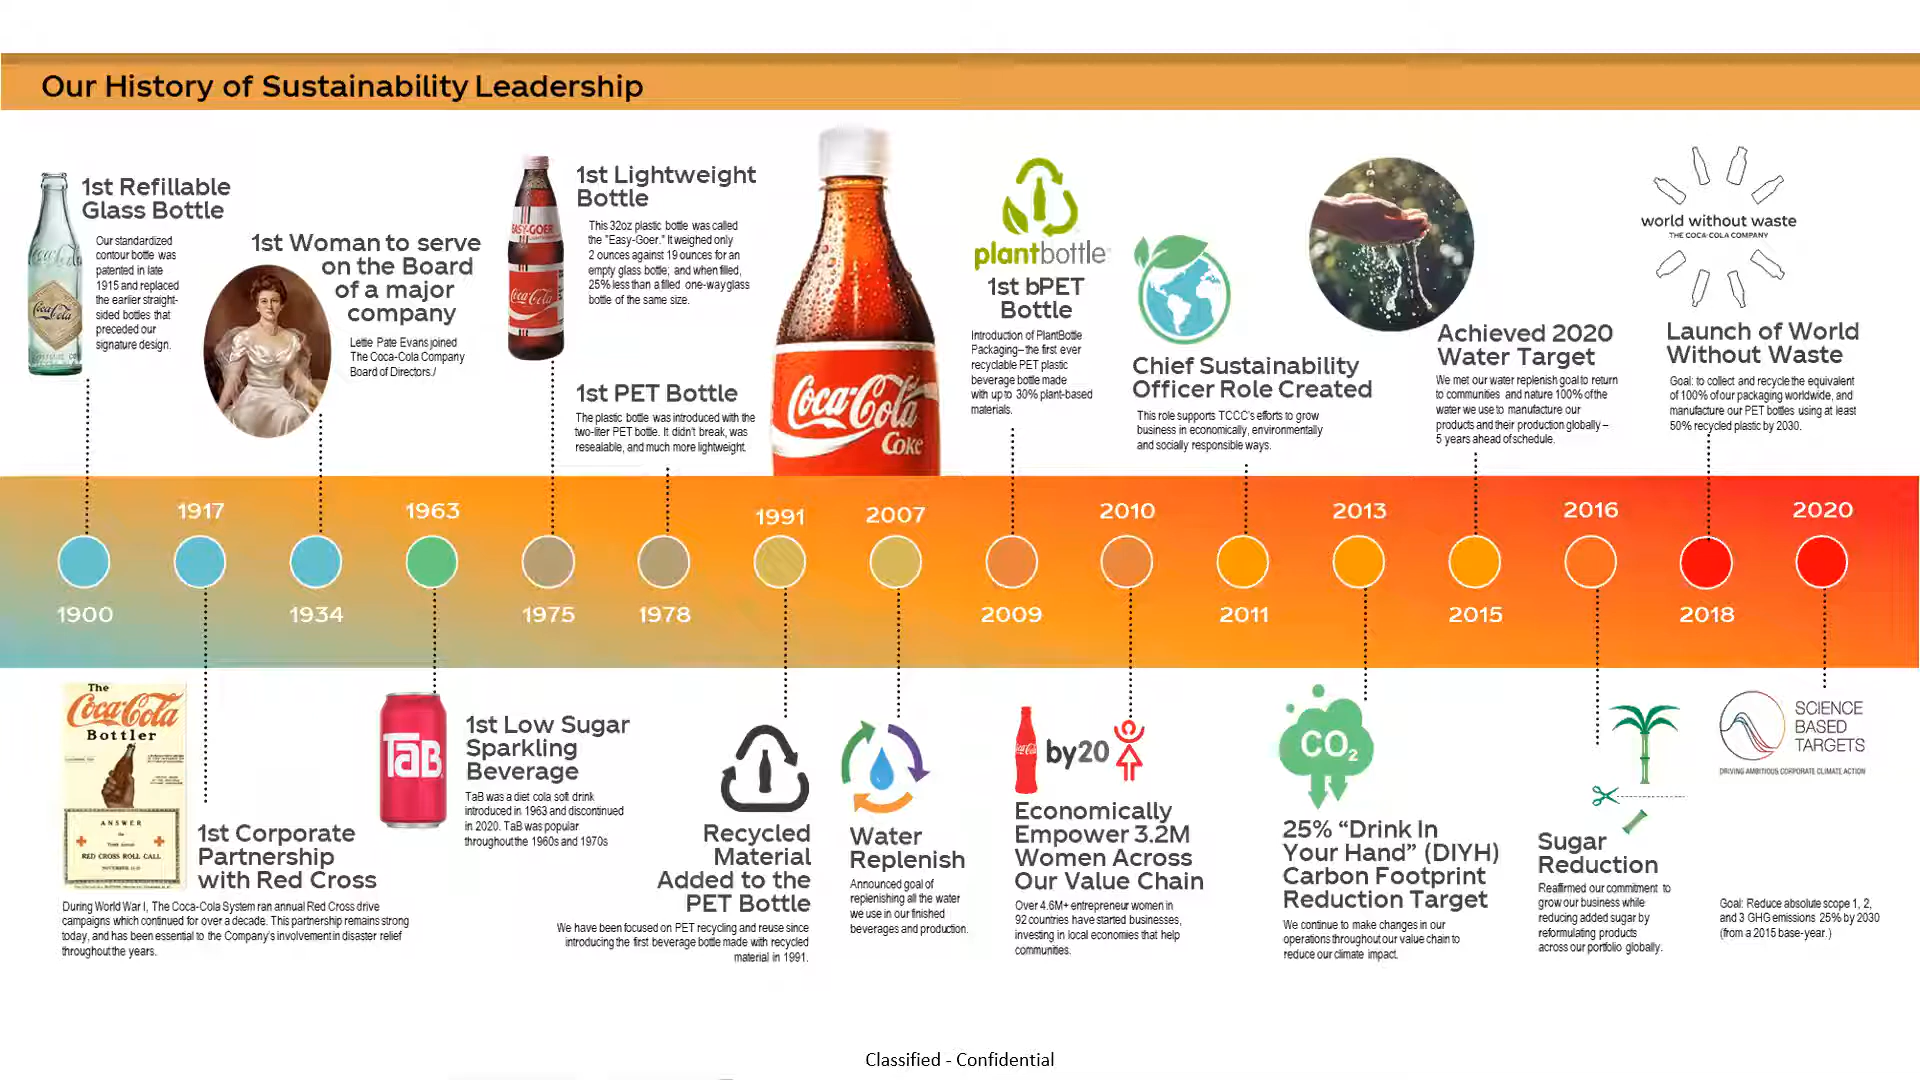 Our History of Sustainability Leadership
1st Refillable
Glass Bottle
Our standardized
contour bottle was
patented in late
1915 and replaced
the earlier straight-
sided bottles that
preceded our
signature design.
1st Woman to serve
on the Board
of a major
company
Lettie Pate Evans joined
The Coca-Cola Company
Board of Directors./
EASY-GOER
Coca-Cola
1st Lightweight
Bottle
This 32oz plastic bottle was called
the "Easy-Goer." It weighed only
2 ounces against 19 ounces for an
empty glass bottle; and when filled,
25% less than a filled one-way glass
bottle of the same size.
1st PET Bottle
The plastic bottle was introduced with the
two-liter PET bottle. It didn't break, was
resealable, and much more lightweight.
Coca-Cola
Coke
plantbottle
1st bPET
Bottle
Introduction of PlantBottle
Packaging–the first ever
recyclable PET plastic
beverage bottle made
with up to 30% plant-based
materials.
Chief Sustainability
Officer Role Created
This role supports TCCC's efforts to grow
business in economically, environmentally
and socially responsible ways.
Achieved 2020
Water Target
We met our water replenish goal to return
to communities and nature 100% of the
water we use to manufacture our
products and their production globally –
5 years ahead of schedule.
world without waste
THE COCA-COLA COMPANY
Launch of World
Without Waste
Goal: to collect and recycle the equivalent
of 100% of our packaging worldwide, and
manufacture our PET bottles using at least
50% recycled plastic by 2030.
1900
1917
1934
1963
1975
1978
1991
2007
2009
2010
2011
2013
2015
2016
2018
2020
The
Coca-Cola
Bottler
ANSWER
RED CROSS ROLL CALL
1st Corporate
Partnership
with Red Cross
During World War I, The Coca-Cola System ran annual Red Cross drive
campaigns which continued for over a decade. This partnership remains strong
today, and has been essential to the Company's involvement in disaster relief
throughout the years.
TaB
1st Low Sugar
Sparkling
Beverage
TaB was a diet cola soft drink
introduced in 1963 and discontinued
in 2020. TaB was popular
throughout the 1960s and 1970s
Recycled
Material
Added to the
PET Bottle
We have been focused on PET recycling and reuse since
introducing the first beverage bottle made with recycled
material in 1991.
Water
Replenish
Announced goal of
replenishing all the water
we use in our finished
beverages and production.
by20
Economically
Empower 3.2M
Women Across
Our Value Chain
Over 4.6M+ entrepreneur women in
92 countries have started businesses,
investing in local economies that help
communities.
CO2
25% “Drink In
Your Hand” (DIYH)
Carbon Footprint
Reduction Target
We continue to make changes in our
operations throughout our value chain to
reduce our climate impact.
Sugar
Reduction
Reaffirmed our commitment to
grow our business while
reducing added sugar by
reformulating products
across our portfolio globally.
SCIENCE
BASED
TARGETS
DRIVING AMBITIOUS CORPORATE CLIMATE ACTION
Goal: Reduce absolute scope 1, 2,
and 3 GHG emissions 25% by 2030
(from a 2015 base-year.)
Classified - Confidential